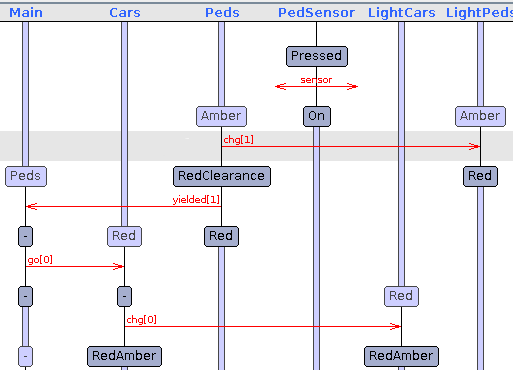 Main Cars Peds PedSensor LightCars LightPeds
Pressed
sensor
Amber On Amber
chg[1]
Peds RedClearance Red
yielded[1]
- Red Red
go[0]
- - Red
chg[0]
- RedAmber RedAmber